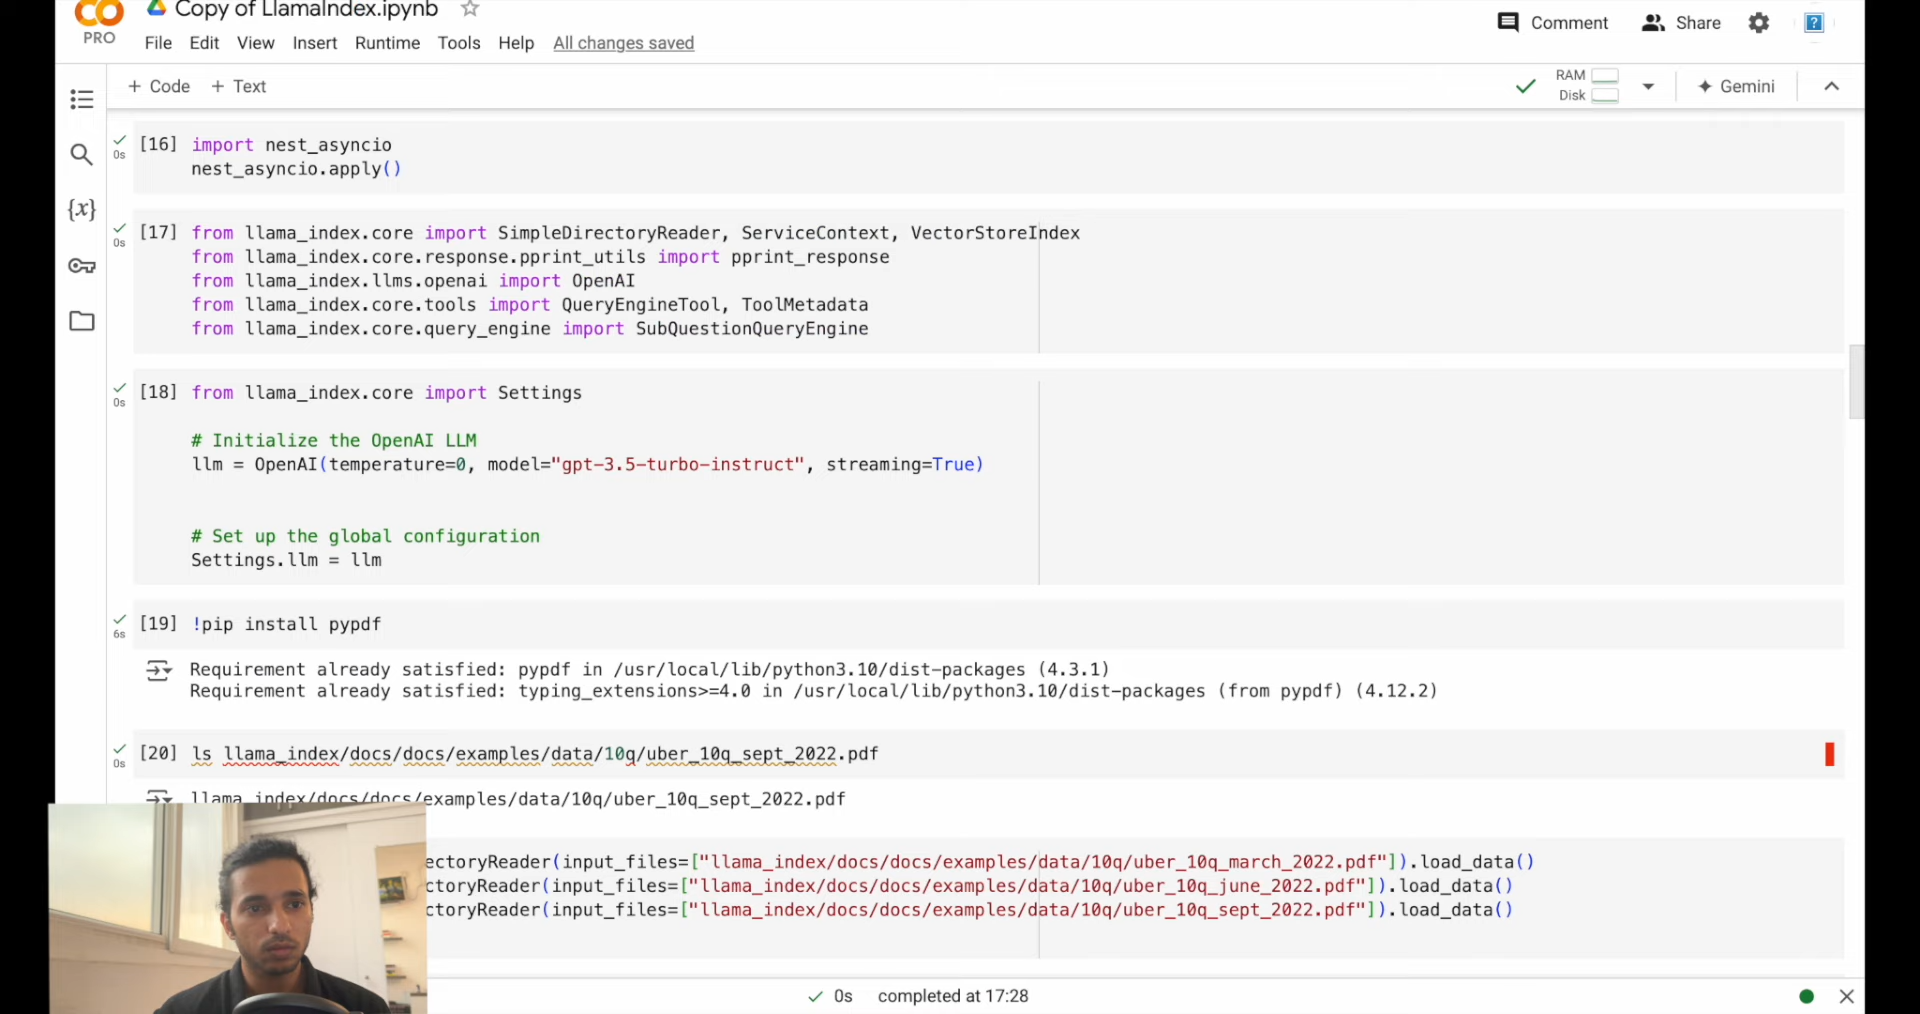 PRO
Copy of LlamaIndex.ipynb
File Edit View Insert Runtime Tools Help All changes saved
Comment Share
+ Code + Text
RAM
Disk
Gemini
0s [16] import nest_asyncio
nest_asyncio.apply()
0s [17] from llama_index.core import SimpleDirectoryReader, ServiceContext, VectorStoreIndex
from llama_index.core.response.pprint_utils import pprint_response
from llama_index.llms.openai import OpenAI
from llama_index.core.tools import QueryEngineTool, ToolMetadata
from llama_index.core.query_engine import SubQuestionQueryEngine
0s [18] from llama_index.core import Settings
# Initialize the OpenAI LLM
llm = OpenAI(temperature=0, model="gpt-3.5-turbo-instruct", streaming=True)
# Set up the global configuration
Settings.llm = llm
6s [19] !pip install pypdf
Requirement already satisfied: pypdf in /usr/local/lib/python3.10/dist-packages (4.3.1)
Requirement already satisfied: typing_extensions>=4.0 in /usr/local/lib/python3.10/dist-packages (from pypdf) (4.12.2)
0s [20] ls llama_index/docs/docs/examples/data/10q/uber_10q_sept_2022.pdf
llama_index/docs/docs/examples/data/10q/uber_10q_sept_2022.pdf
ectoryReader(input_files=["llama_index/docs/docs/examples/data/10q/uber_10q_march_2022.pdf"]).load_data()
ctoryReader(input_files=["llama_index/docs/docs/examples/data/10q/uber_10q_june_2022.pdf"]).load_data()
ctoryReader(input_files=["llama_index/docs/docs/examples/data/10q/uber_10q_sept_2022.pdf"]).load_data()
0s completed at 17:28